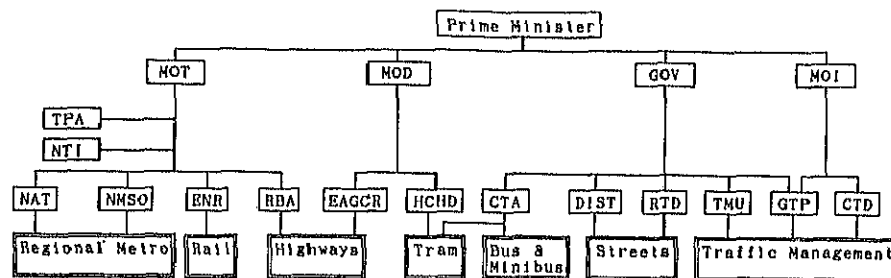 Prime Minister
MOT
MOD
GOV
MOI
TPA
NTI
NAT
NMSO
ENR
RBA
EAGCR
HCHD
CTA
DIST
RTD
TMU
GTP
CTD
Regional Metro
Rail
Highways
Tram
Bus &
Minibus
Streets
Traffic Management